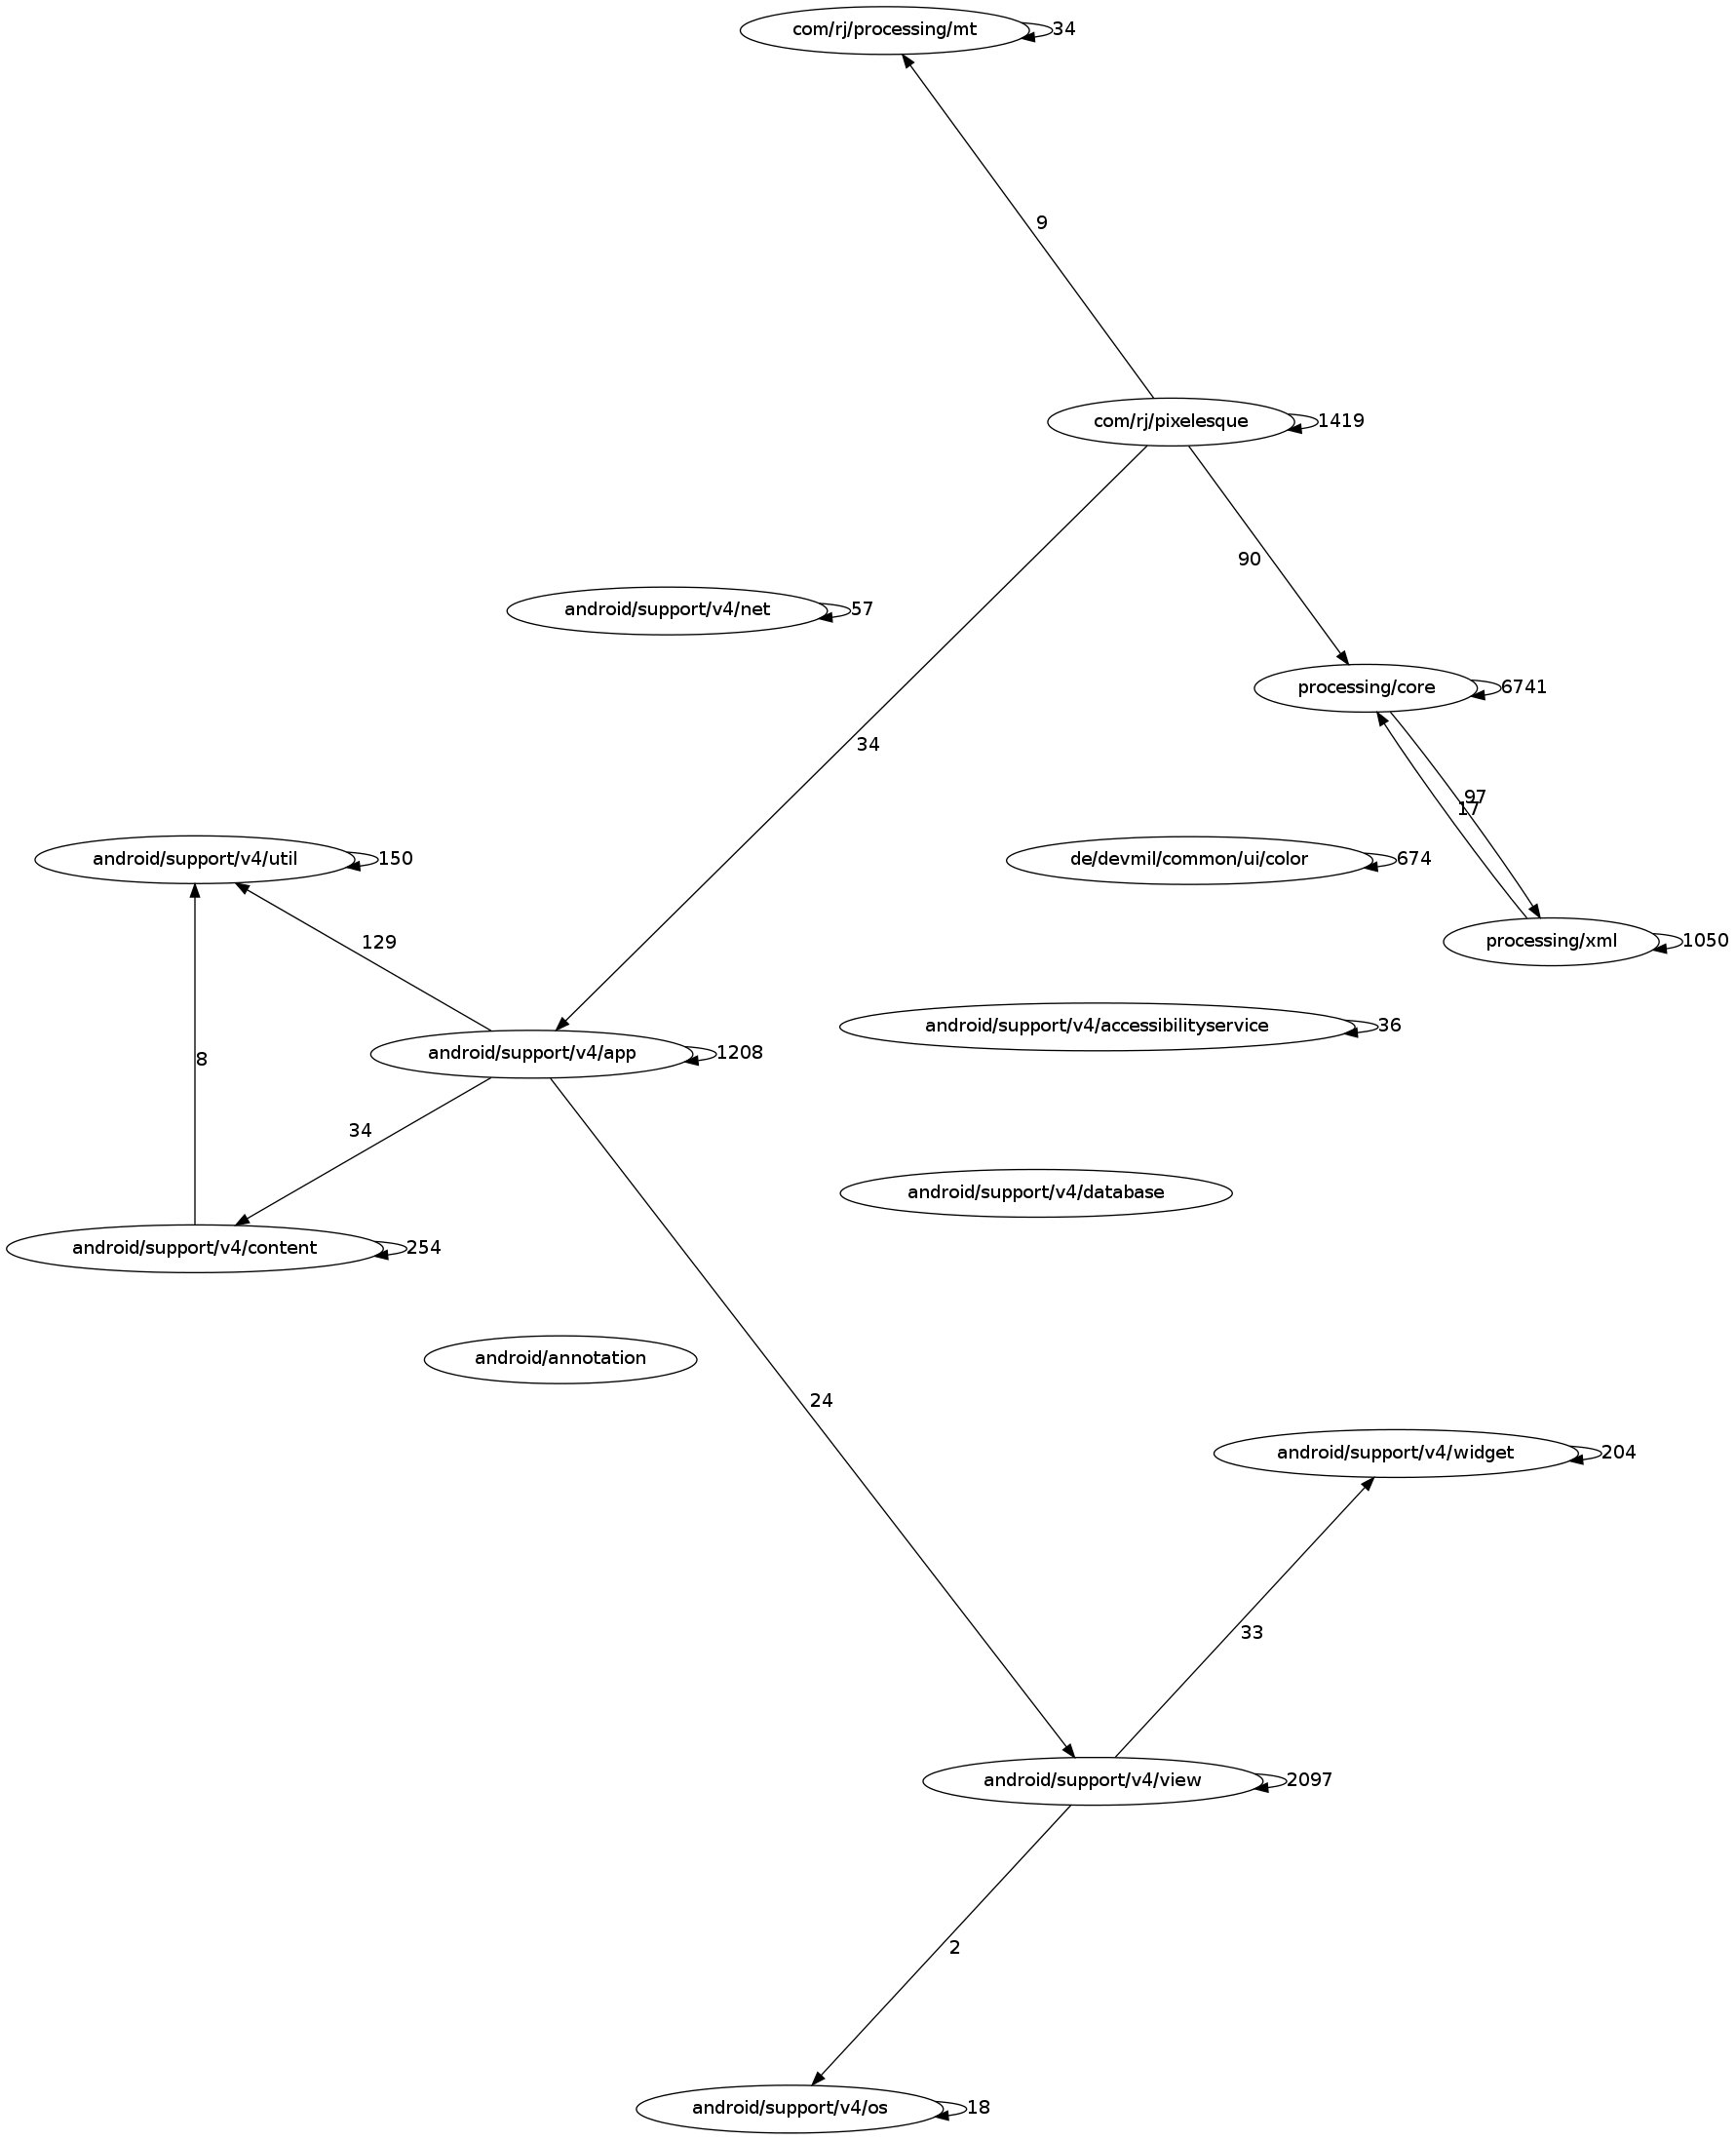 com/rj/processing/mt
34
9
com/rj/pixelesque
1419
90
android/support/v4/net
57
processing/core
6741
34
97
17
android/support/v4/util
150
de/devmil/common/ui/color
674
129
processing/xml
1050
android/support/v4/accessibilityservice
36
android/support/v4/app
1208
8
34
android/support/v4/database
android/support/v4/content
254
android/annotation
24
android/support/v4/widget
204
33
android/support/v4/view
2097
2
android/support/v4/os
18